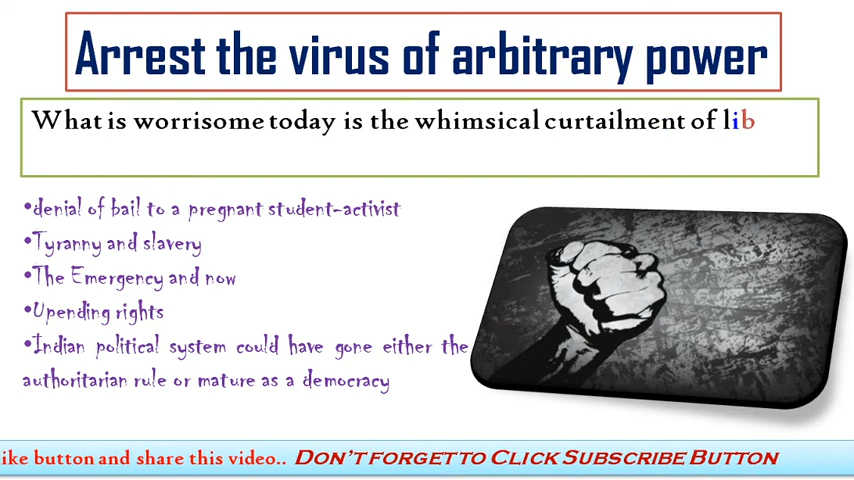 Arrest the virus of arbitrary power
What is worrisome today is the whimsical curtailment of lib
•denial of bail to a pregnant student-activist
•Tyranny and slavery
•The Emergency and now
•Upending rights
•Indian political system could have gone either the
authoritarian rule or mature as a democracy
ike button and share this video.. Don't forget to Click Subscribe Button